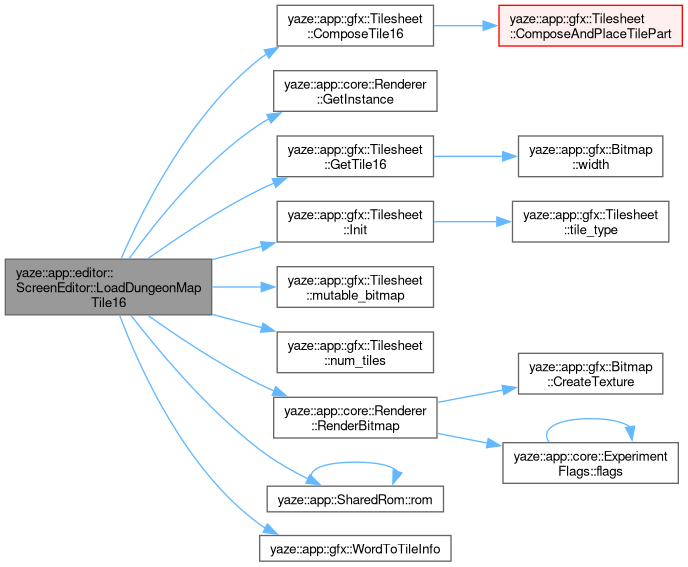 yaze::app::gfx::Tilesheet
::ComposeTile16
yaze::app::gfx::Tilesheet
::ComposeAndPlaceTilePart
yaze::app::core::Renderer
::GetInstance
yaze::app::gfx::Tilesheet
::GetTile16
yaze::app::gfx::Bitmap
::width
yaze::app::gfx::Tilesheet
::Init
yaze::app::gfx::Tilesheet
::tile_type
yaze::app::editor::
ScreenEditor::LoadDungeonMap
Tile16
yaze::app::gfx::Tilesheet
::mutable_bitmap
yaze::app::gfx::Tilesheet
::num_tiles
yaze::app::core::Renderer
::RenderBitmap
yaze::app::gfx::Bitmap
::CreateTexture
yaze::app::core::Experiment
Flags::flags
yaze::app::SharedRom::rom
yaze::app::gfx::WordToTileInfo